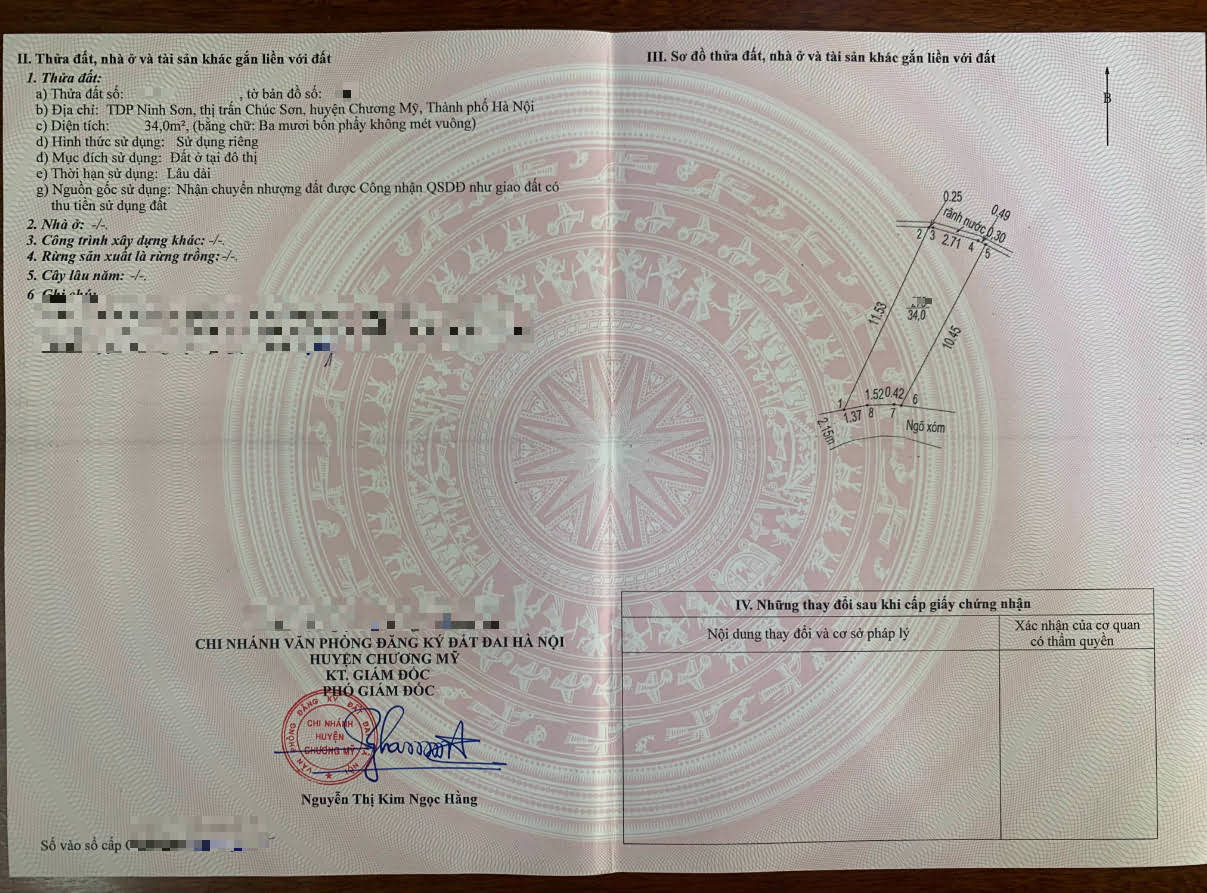 II. Thửa đất, nhà ở và tài sản khác gắn liền với đất
1. Thửa đất:
a) Thửa đất số: , tờ bản đồ số:
b) Địa chỉ: TDP Ninh Sơn, thị trấn Chúc Sơn, huyện Chương Mỹ, Thành phố Hà Nội
c) Diện tích: 34,0m², (bằng chữ: Ba mươi bốn phẩy không mét vuông)
d) Hình thức sử dụng: Sử dụng riêng
đ) Mục đích sử dụng: Đất ở tại đô thị
e) Thời hạn sử dụng: Lâu dài
g) Nguồn gốc sử dụng: Nhận chuyển nhượng đất được Công nhận QSDĐ như giao đất có
thu tiền sử dụng đất
2. Nhà ở: -/-.
3. Công trình xây dựng khác: -/-.
4. Rừng sản xuất là rừng trồng: -/-.
5. Cây lâu năm: -/-.
6
CHI NHÁNH VĂN PHÒNG ĐĂNG KÝ ĐẤT ĐAI HÀ NỘI
HUYỆN CHƯƠNG MỸ
KT. GIÁM ĐỐC
PHÓ GIÁM ĐỐC
VĂN PHÒNG ĐĂNG KÝ ĐẤT ĐAI HÀ NỘI
CHI NHÁNH
HUYỆN
CHƯƠNG MỸ
Nguyễn Thị Kim Ngọc Hằng
Số vào sổ cấp
III. Sơ đồ thửa đất, nhà ở và tài sản khác gắn liền với đất
B
0.25
0.49
rãnh nước 0.30
2 3 2.71 4 5
11.53
34,0
10.45
1 1.52 0.42 6
1.37 8 7
2.15m
Ngõ xóm
IV. Những thay đổi sau khi cấp giấy chứng nhận
Nội dung thay đổi và cơ sở pháp lý
Xác nhận của cơ quan
có thẩm quyền